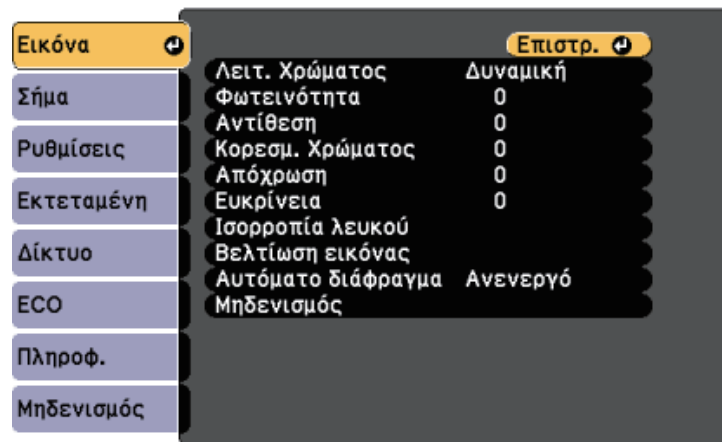 Εικόνα
Σήμα
Ρυθμίσεις
Εκτεταμένη
Δίκτυο
ECO
Πληροφ.
Μηδενισμός
Επιστρ.
Λειτ. Χρώματος Δυναμική
Φωτεινότητα 0
Αντίθεση 0
Κορεσμ. Χρώματος 0
Απόχρωση 0
Ευκρίνεια 0
Ισορροπία λευκού
Βελτίωση εικόνας
Αυτόματο διάφραγμα Ανενεργό
Μηδενισμός